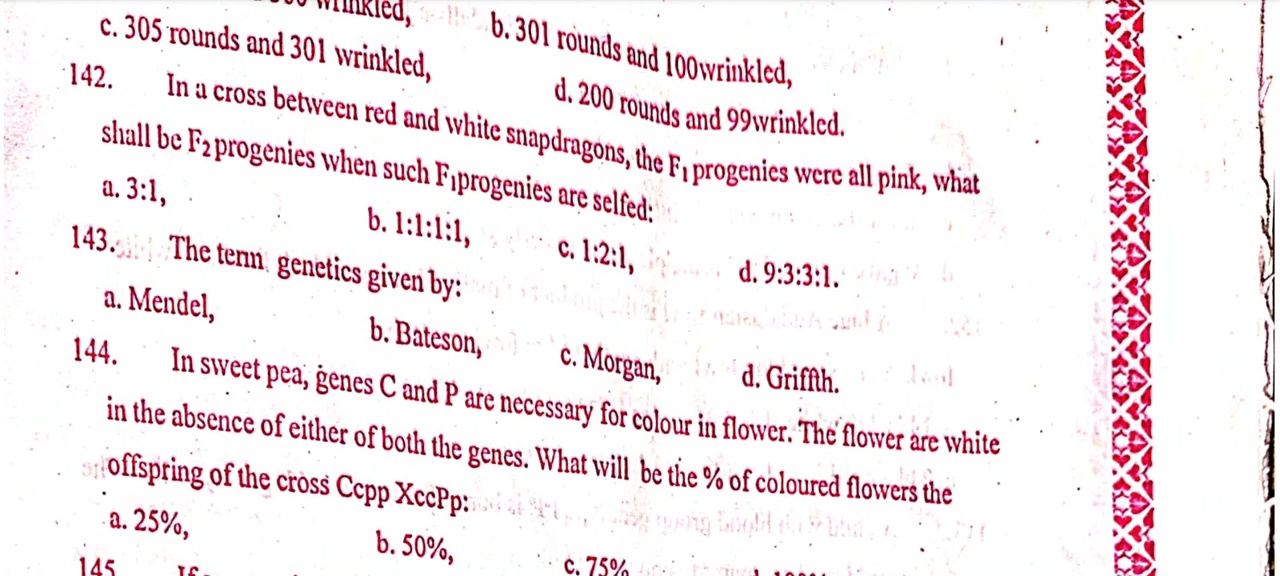 wrinkled, b. 301 rounds and 100wrinkled,
c. 305 rounds and 301 wrinkled, d. 200 rounds and 99wrinkled.
142. In a cross between red and white snapdragons, the F₁ progenies were all pink, what
shall be F₂ progenies when such F₁progenies are selfed:
a. 3:1, b. 1:1:1:1, c. 1:2:1, d. 9:3:3:1.
143. The term genetics given by:
a. Mendel, b. Bateson, c. Morgan, d. Griffth.
144. In sweet pea, genes C and P are necessary for colour in flower. The flower are white
in the absence of either of both the genes. What will be the % of coloured flowers the
offspring of the cross Ccpp XccPp:
a. 25%, b. 50%, c. 75%
145